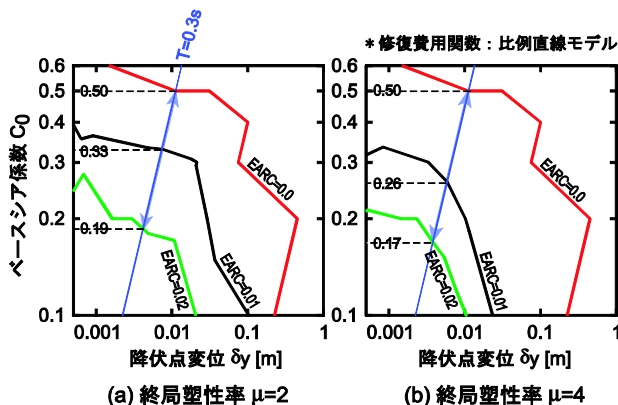 ＊修復費用関数：比例直線モデル
T=0.3s
ベースシア係数 C0
0.6
0.5
0.4
0.3
0.2
0.1
0.50
0.33
0.19
EARC=0.0
EARC=0.01
EARC=0.02
0.001
0.01
0.1
1
降伏点変位 δy [m]
(a) 終局塑性率 μ=2
T=0.3s
0.6
0.5
0.4
0.3
0.2
0.1
0.50
0.26
0.17
EARC=0.0
EARC=0.01
EARC=0.02
0.001
0.01
0.1
1
降伏点変位 δy [m]
(b) 終局塑性率 μ=4